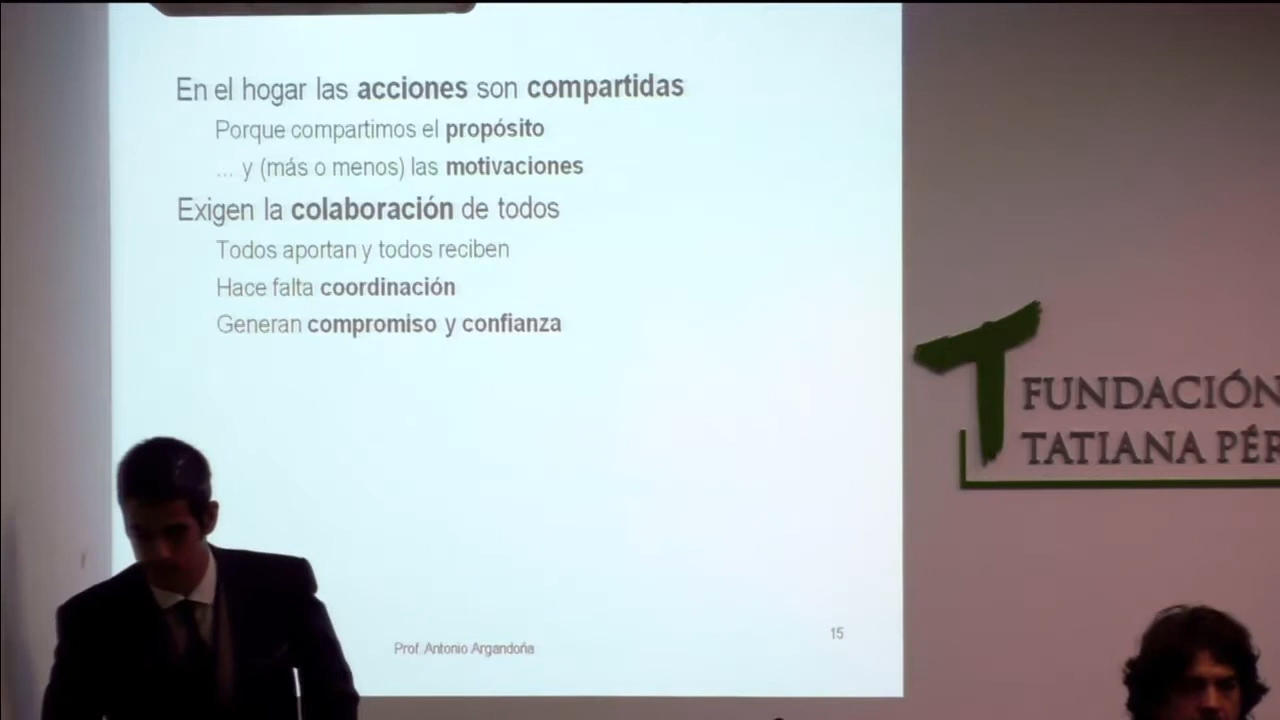 En el hogar las acciones son compartidas
Porque compartimos el propósito
... y (más o menos) las motivaciones
Exigen la colaboración de todos
Todos aportan y todos reciben
Hace falta coordinación
Generan compromiso y confianza
Prof. Antonio Argandoña
15
FUNDACIÓN
TATIANA PÉR